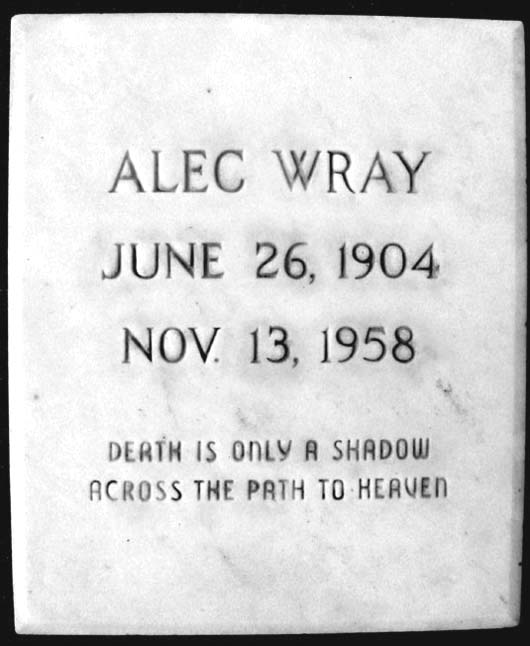 ALEC WRAY
JUNE 26, 1904
NOV. 13, 1958
DEATH IS ONLY A SHADOW
ACROSS THE PATH TO HEAVEN